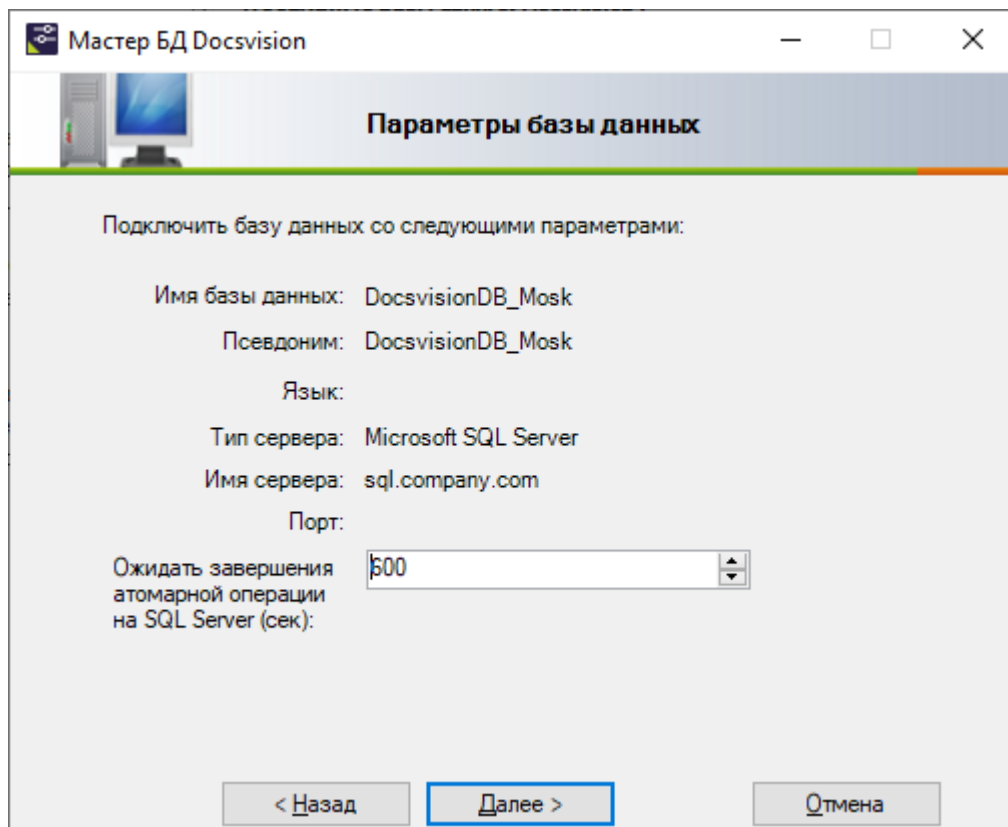 Мастер БД Docsvision
Параметры базы данных
Подключить базу данных со следующими параметрами:
Имя базы данных: DocsvisionDB_Mosk
Псевдоним: DocsvisionDB_Mosk
Язык:
Тип сервера: Microsoft SQL Server
Имя сервера: sql.company.com
Порт:
Ожидать завершения 600
атомарной операции
на SQL Server (сек):
< Назад Далее > Отмена